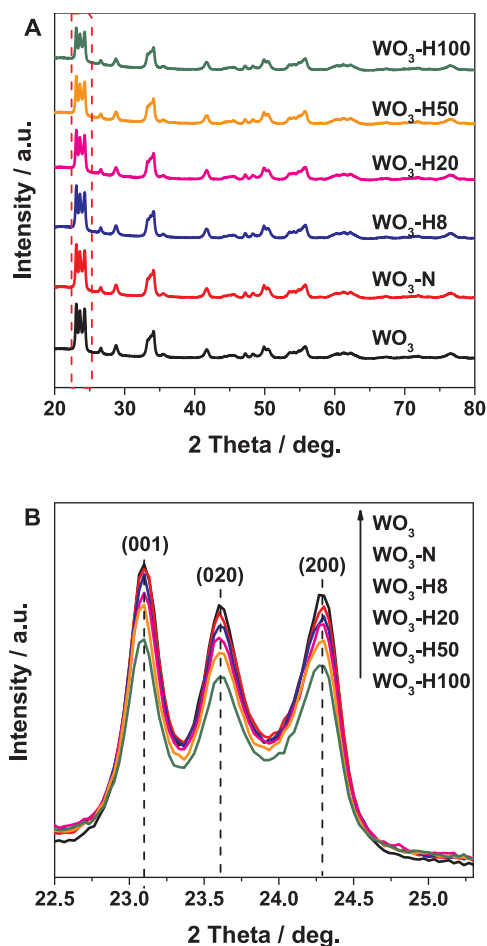 A
WO₃-H100
WO₃-H50
WO₃-H20
WO₃-H8
WO₃-N
WO₃
Intensity / a.u.
20 30 40 50 60 70 80
2 Theta / deg.
B
(001)
(020)
(200)
WO₃
WO₃-N
WO₃-H8
WO₃-H20
WO₃-H50
WO₃-H100
Intensity / a.u.
22.5 23.0 23.5 24.0 24.5 25.0
2 Theta / deg.